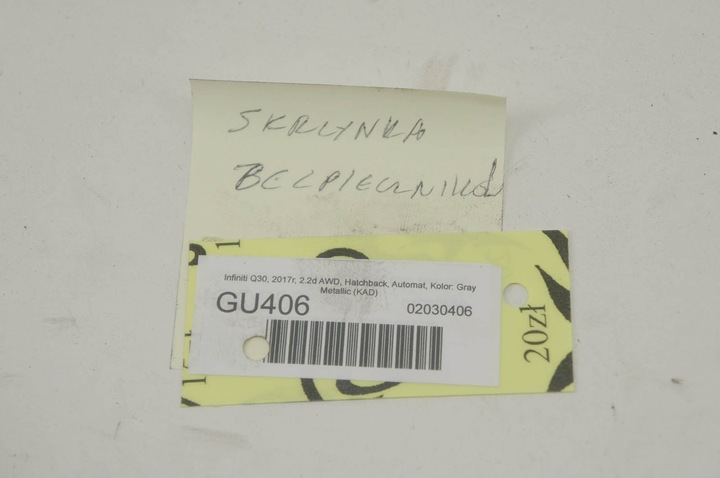 SKRZYNKA
BEZPIECZNIKÓW
Infiniti Q30, 2017r, 2.2d AWD, Hatchback, Automat, Kolor: Gray
Metallic (KAD)
GU406
02030406
20zł